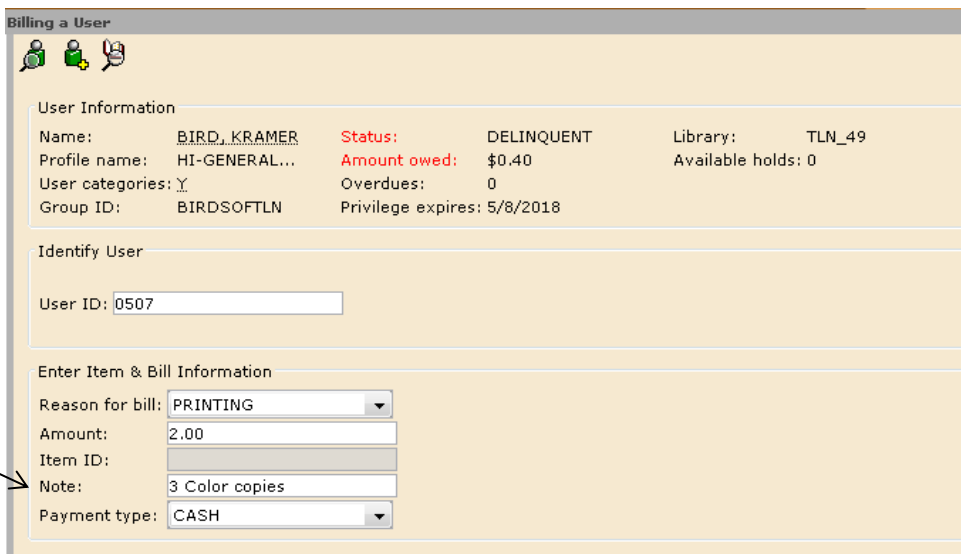 Billing a User
User Information
Name: BIRD, KRAMER Status: DELINQUENT Library: TLN_49
Profile name: HI-GENERAL... Amount owed: $0.40 Available holds: 0
User categories: Y Overdues: 0
Group ID: BIRDSOFTLN Privilege expires: 5/8/2018
Identify User
User ID: 0507
Enter Item & Bill Information
Reason for bill: PRINTING
Amount: 2.00
Item ID:
Note: 3 Color copies
Payment type: CASH